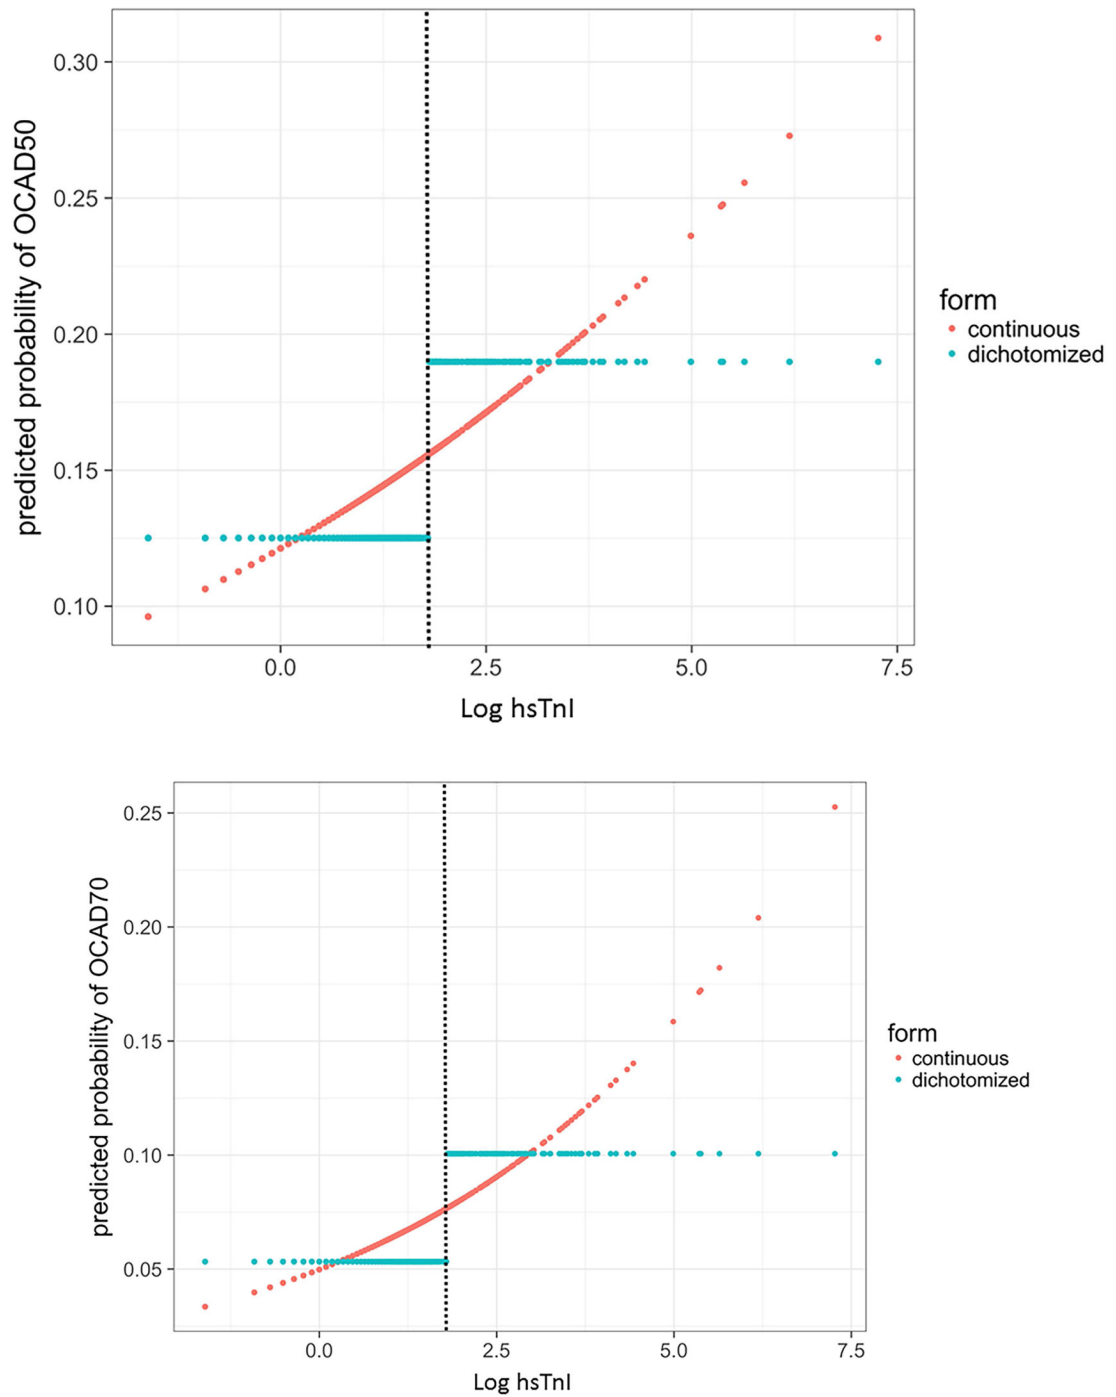 predicted probability of OCAD50
0.30
0.25
0.20
0.15
0.10
0.0 2.5 5.0 7.5
Log hsTnI
form
continuous
dichotomized
predicted probability of OCAD70
0.25
0.20
0.15
0.10
0.05
0.0 2.5 5.0 7.5
Log hsTnI
form
continuous
dichotomized